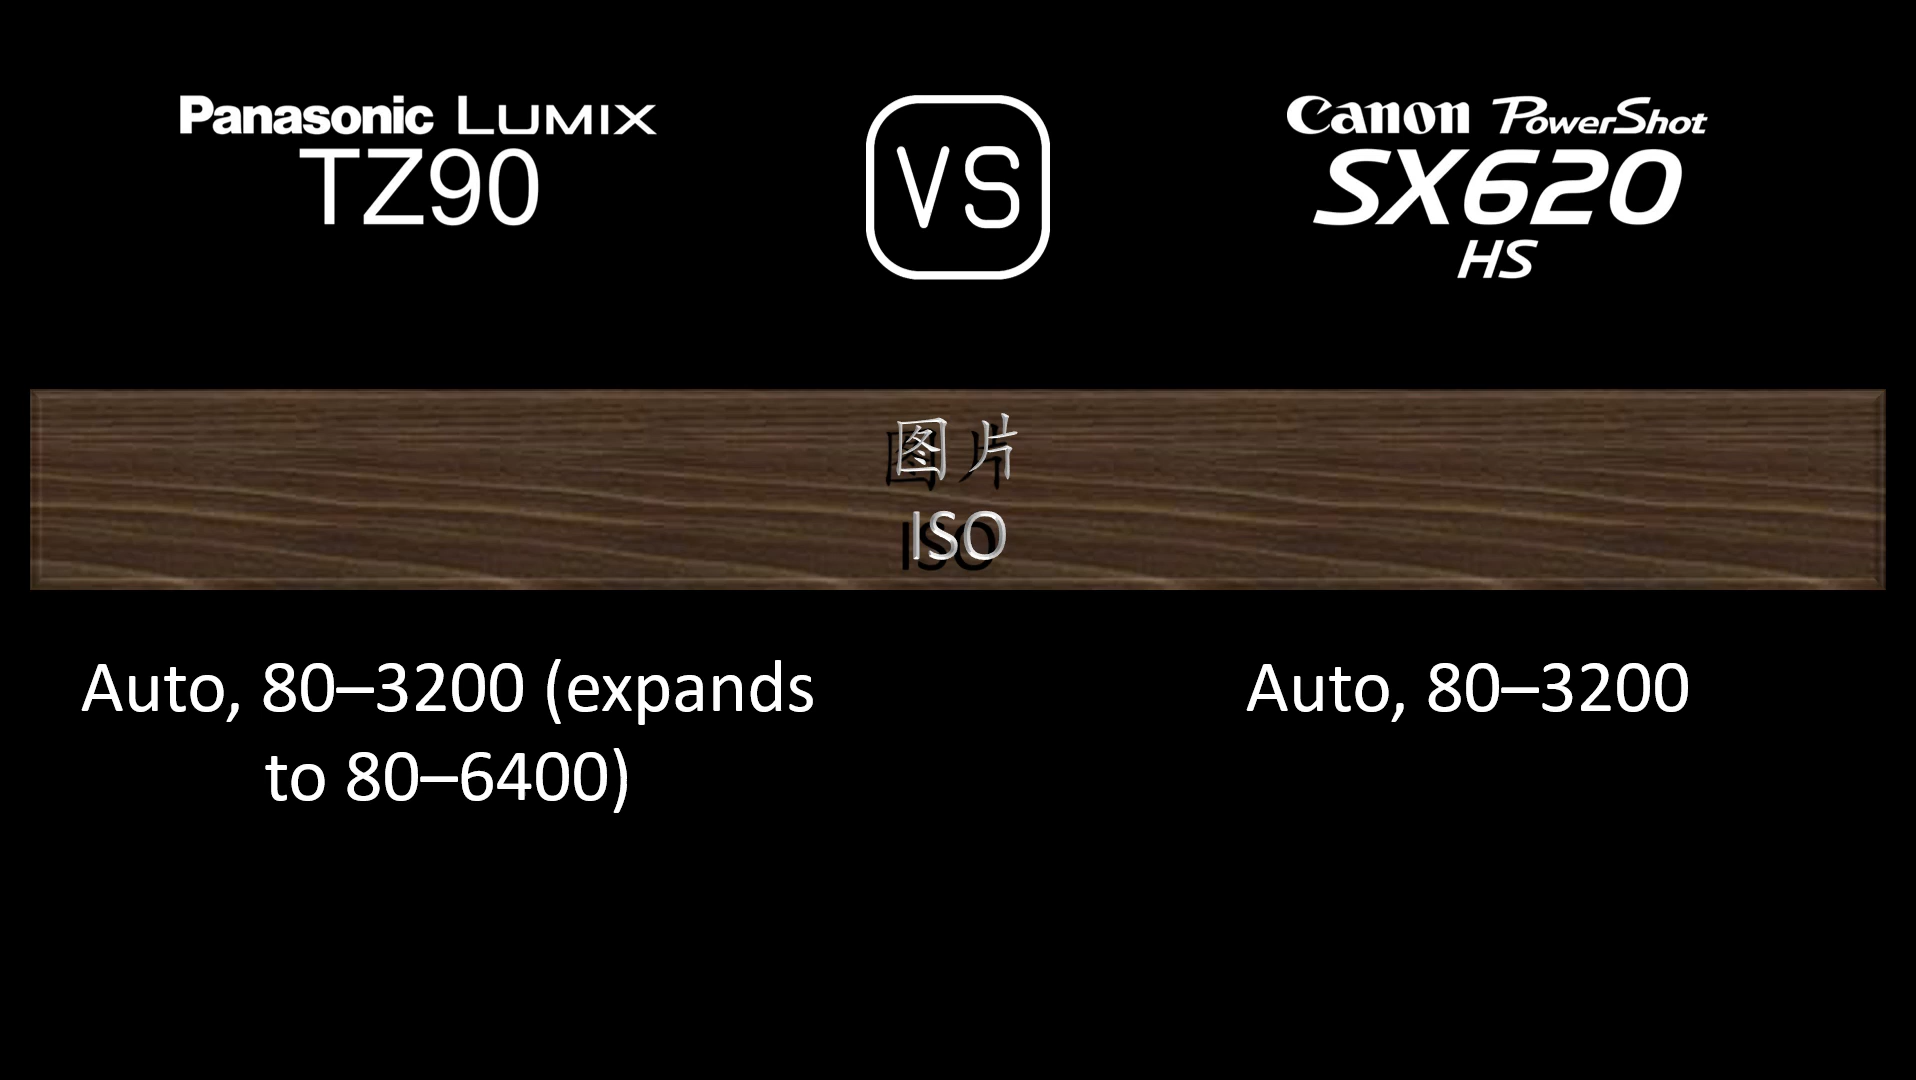 Panasonic LUMIX
TZ90
VS
Canon PowerShot
SX620
HS
图片
ISO
Auto, 80–3200 (expands
to 80–6400)
Auto, 80–3200